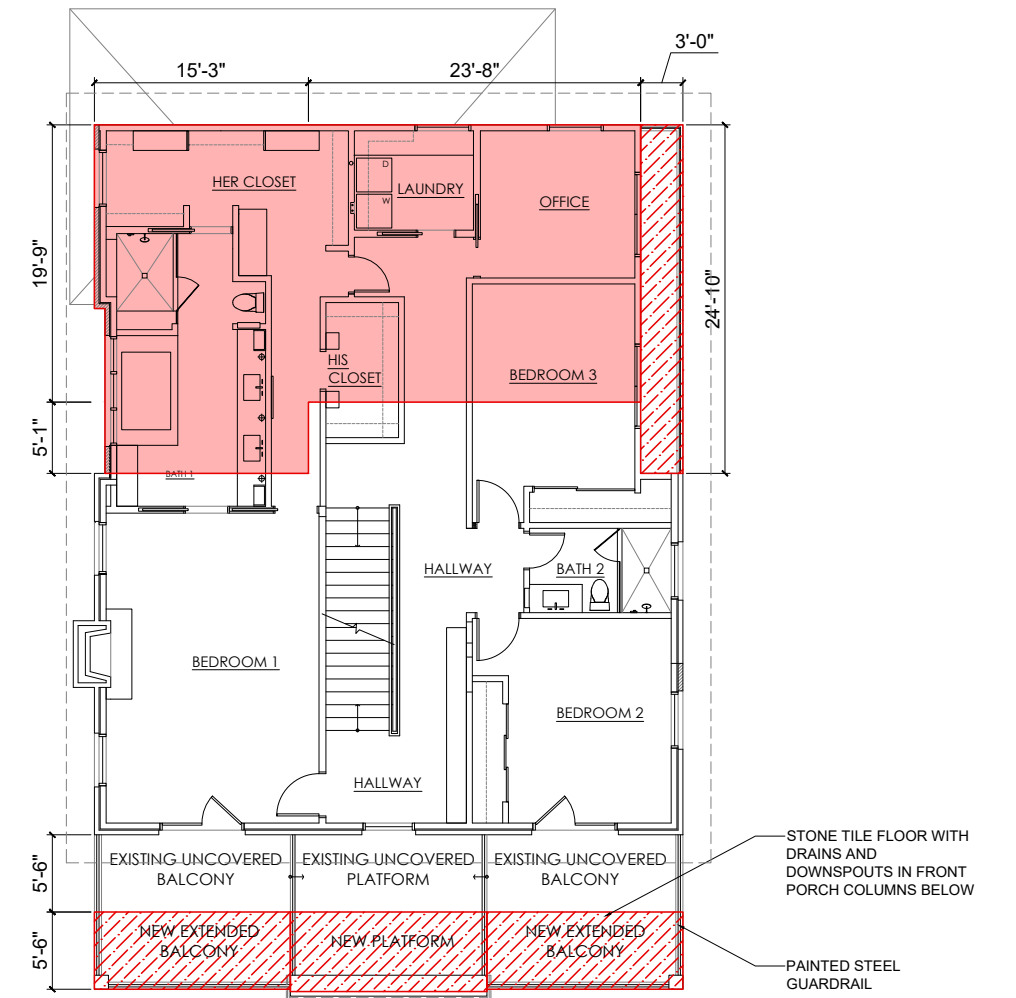 3'-0"
15'-3"
23'-8"
D
HER CLOSET
LAUNDRY
W
OFFICE
19'-9"
24'-10"
HIS
CLOSET
BEDROOM 3
5'-1"
BATH 1
HALLWAY
BATH 2
BEDROOM 1
BEDROOM 2
HALLWAY
5'-6"
EXISTING UNCOVERED
BALCONY
EXISTING UNCOVERED
PLATFORM
EXISTING UNCOVERED
BALCONY
STONE TILE FLOOR WITH
DRAINS AND
DOWNSPOUTS IN FRONT
PORCH COLUMNS BELOW
5'-6"
NEW EXTENDED
BALCONY
NEW PLATFORM
NEW EXTENDED
BALCONY
PAINTED STEEL
GUARDRAIL